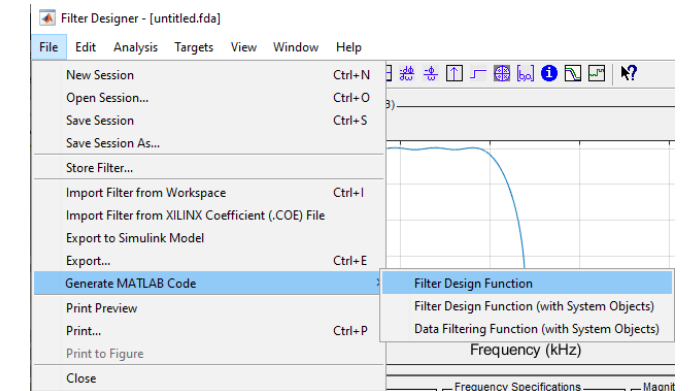 Filter Designer - [untitled.fda]
File Edit Analysis Targets View Window Help
New Session Ctrl+N
Open Session... Ctrl+O
Save Session Ctrl+S
Save Session As...
Store Filter...
Import Filter from Workspace Ctrl+I
Import Filter from XILINX Coefficient (.COE) File
Export to Simulink Model
Export... Ctrl+E
Generate MATLAB Code
Filter Design Function
Filter Design Function (with System Objects)
Data Filtering Function (with System Objects)
Print Preview
Print... Ctrl+P
Print to Figure
Close
Frequency (kHz)
Frequency Specifications